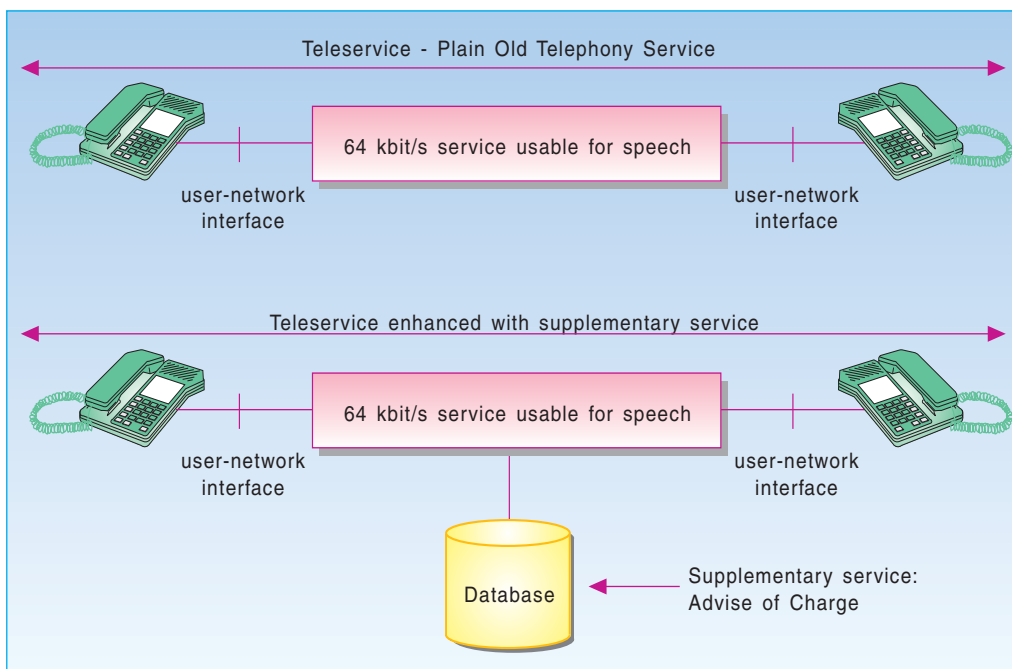 Teleservice - Plain Old Telephony Service
64 kbit/s service usable for speech
user-network
interface
user-network
interface
Teleservice enhanced with supplementary service
64 kbit/s service usable for speech
user-network
interface
user-network
interface
Database
Supplementary service:
Advise of Charge